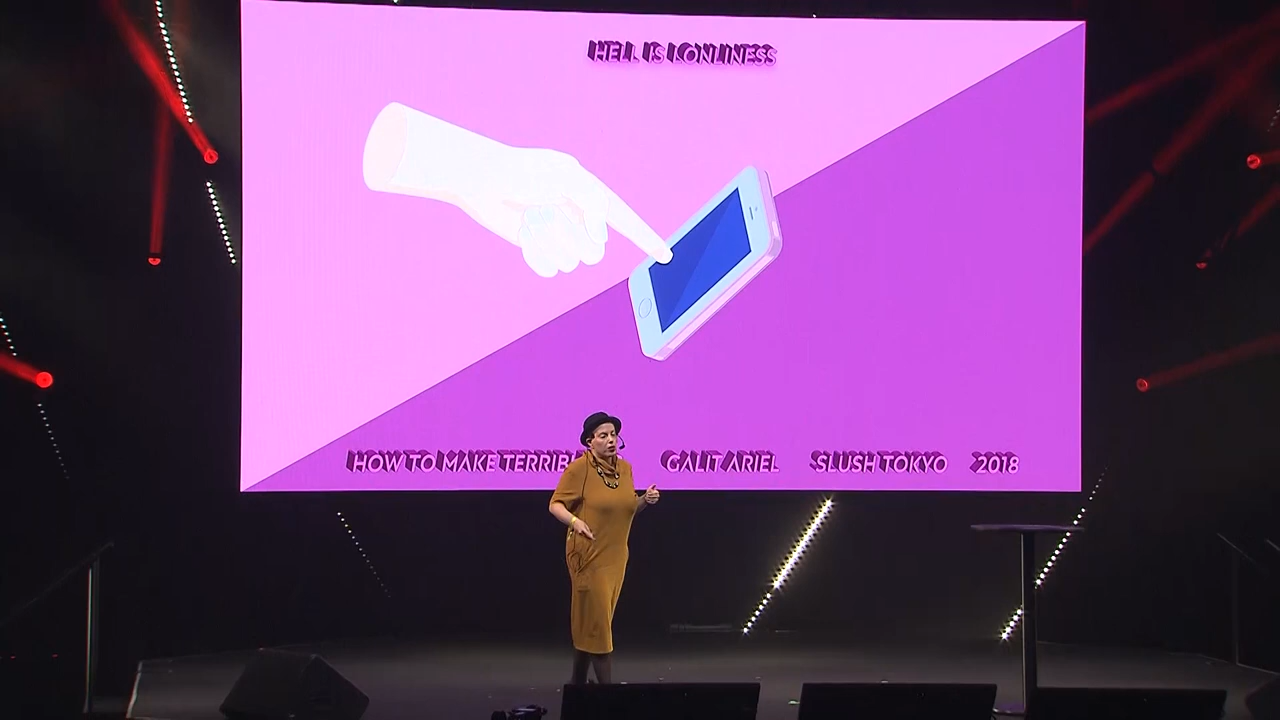 HELL IS LONLINESS
HOW TO MAKE TERRIB GALIT ARIEL SLUSH TOKYO 2018